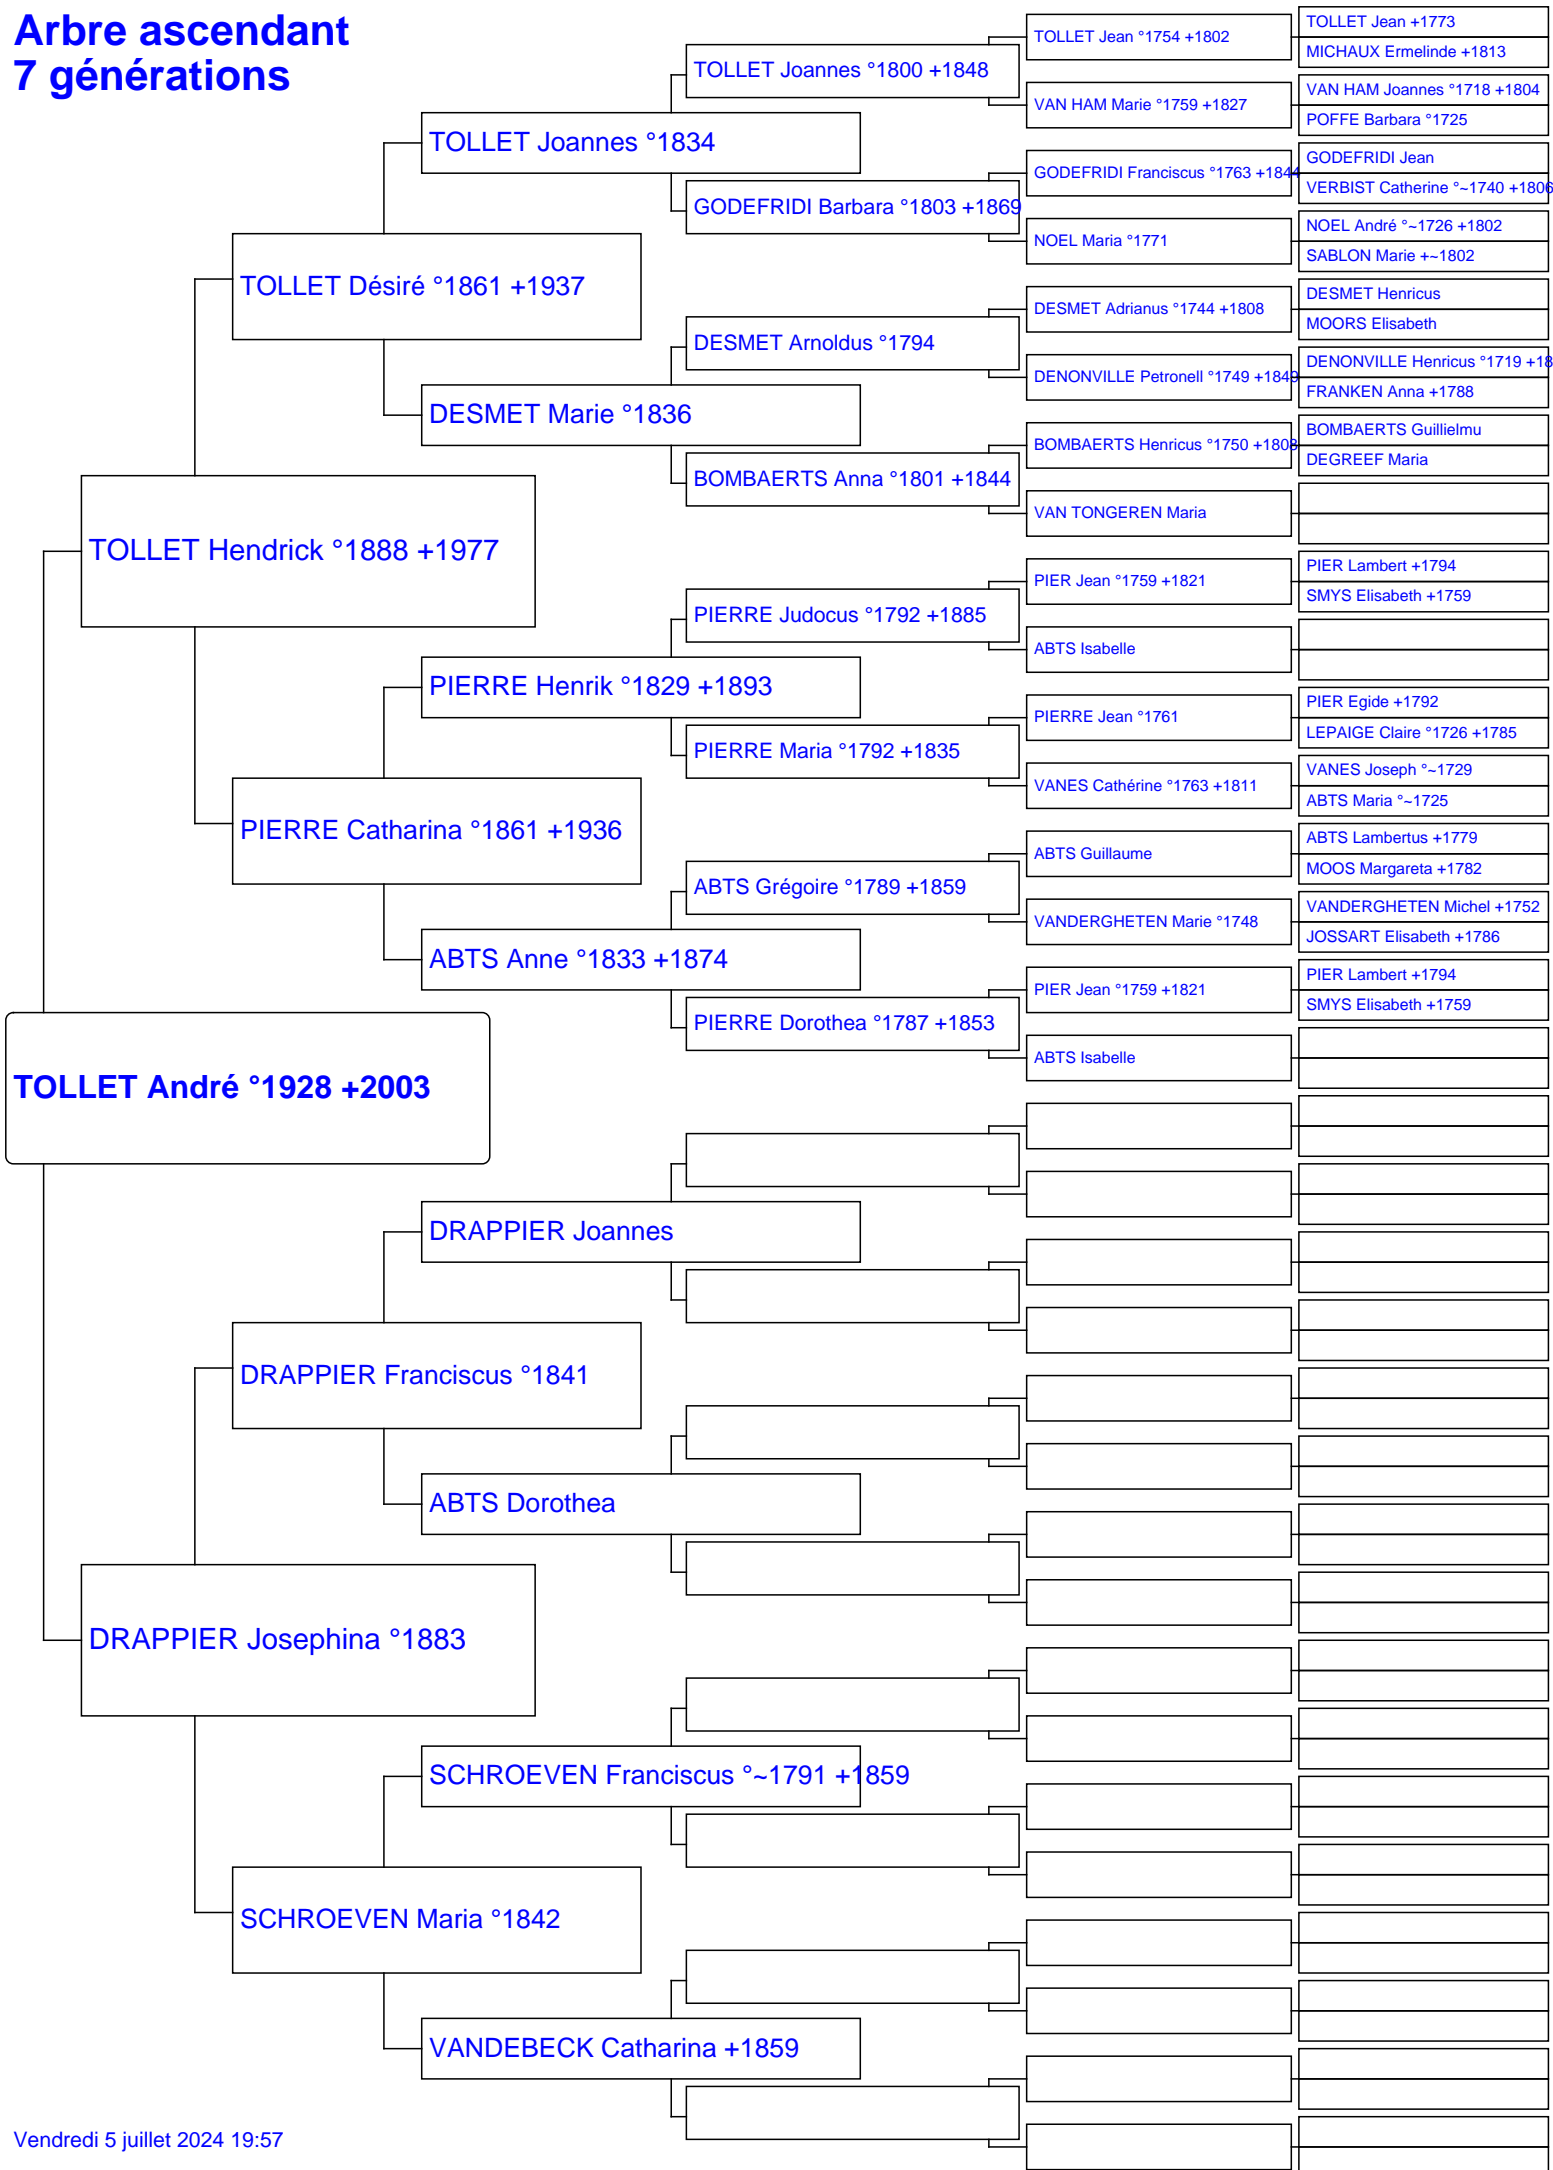 Arbre ascendant
7 générations
TOLLET André °1928 +2003
TOLLET Hendrick °1888 +1977
DRAPPIER Josephina °1883
TOLLET Désiré °1861 +1937
PIERRE Catharina °1861 +1936
DRAPPIER Franciscus °1841
SCHROEVEN Maria °1842
TOLLET Joannes °1834
DESMET Marie °1836
PIERRE Henrik °1829 +1893
ABTS Anne °1833 +1874
DRAPPIER Joannes
ABTS Dorothea
SCHROEVEN Franciscus °~1791 +1859
VANDEBECK Catharina +1859
TOLLET Joannes °1800 +1848
GODEFRIDI Barbara °1803 +1869
DESMET Arnoldus °1794
BOMBAERTS Anna °1801 +1844
PIERRE Judocus °1792 +1885
PIERRE Maria °1792 +1835
ABTS Grégoire °1789 +1859
PIERRE Dorothea °1787 +1853
TOLLET Jean °1754 +1802
VAN HAM Marie °1759 +1827
GODEFRIDI Franciscus °1763 +1844
NOEL Maria °1771
DESMET Adrianus °1744 +1808
DENONVILLE Petronell °1749 +1849
BOMBAERTS Henricus °1750 +1808
VAN TONGEREN Maria
PIER Jean °1759 +1821
ABTS Isabelle
PIERRE Jean °1761
VANES Cathérine °1763 +1811
ABTS Guillaume
VANDERGHETEN Marie °1748
PIER Jean °1759 +1821
ABTS Isabelle
TOLLET Jean +1773
MICHAUX Ermelinde +1813
VAN HAM Joannes °1718 +1804
POFFE Barbara °1725
GODEFRIDI Jean
VERBIST Catherine °~1740 +1806
NOEL André °~1726 +1802
SABLON Marie +~1802
DESMET Henricus
MOORS Elisabeth
DENONVILLE Henricus °1719 +18
FRANKEN Anna +1788
BOMBAERTS Guillielmu
DEGREEF Maria
PIER Lambert +1794
SMYS Elisabeth +1759
PIER Egide +1792
LEPAIGE Claire °1726 +1785
VANES Joseph °~1729
ABTS Maria °~1725
ABTS Lambertus +1779
MOOS Margareta +1782
VANDERGHETEN Michel +1752
JOSSART Elisabeth +1786
PIER Lambert +1794
SMYS Elisabeth +1759
Vendredi 5 juillet 2024 19:57